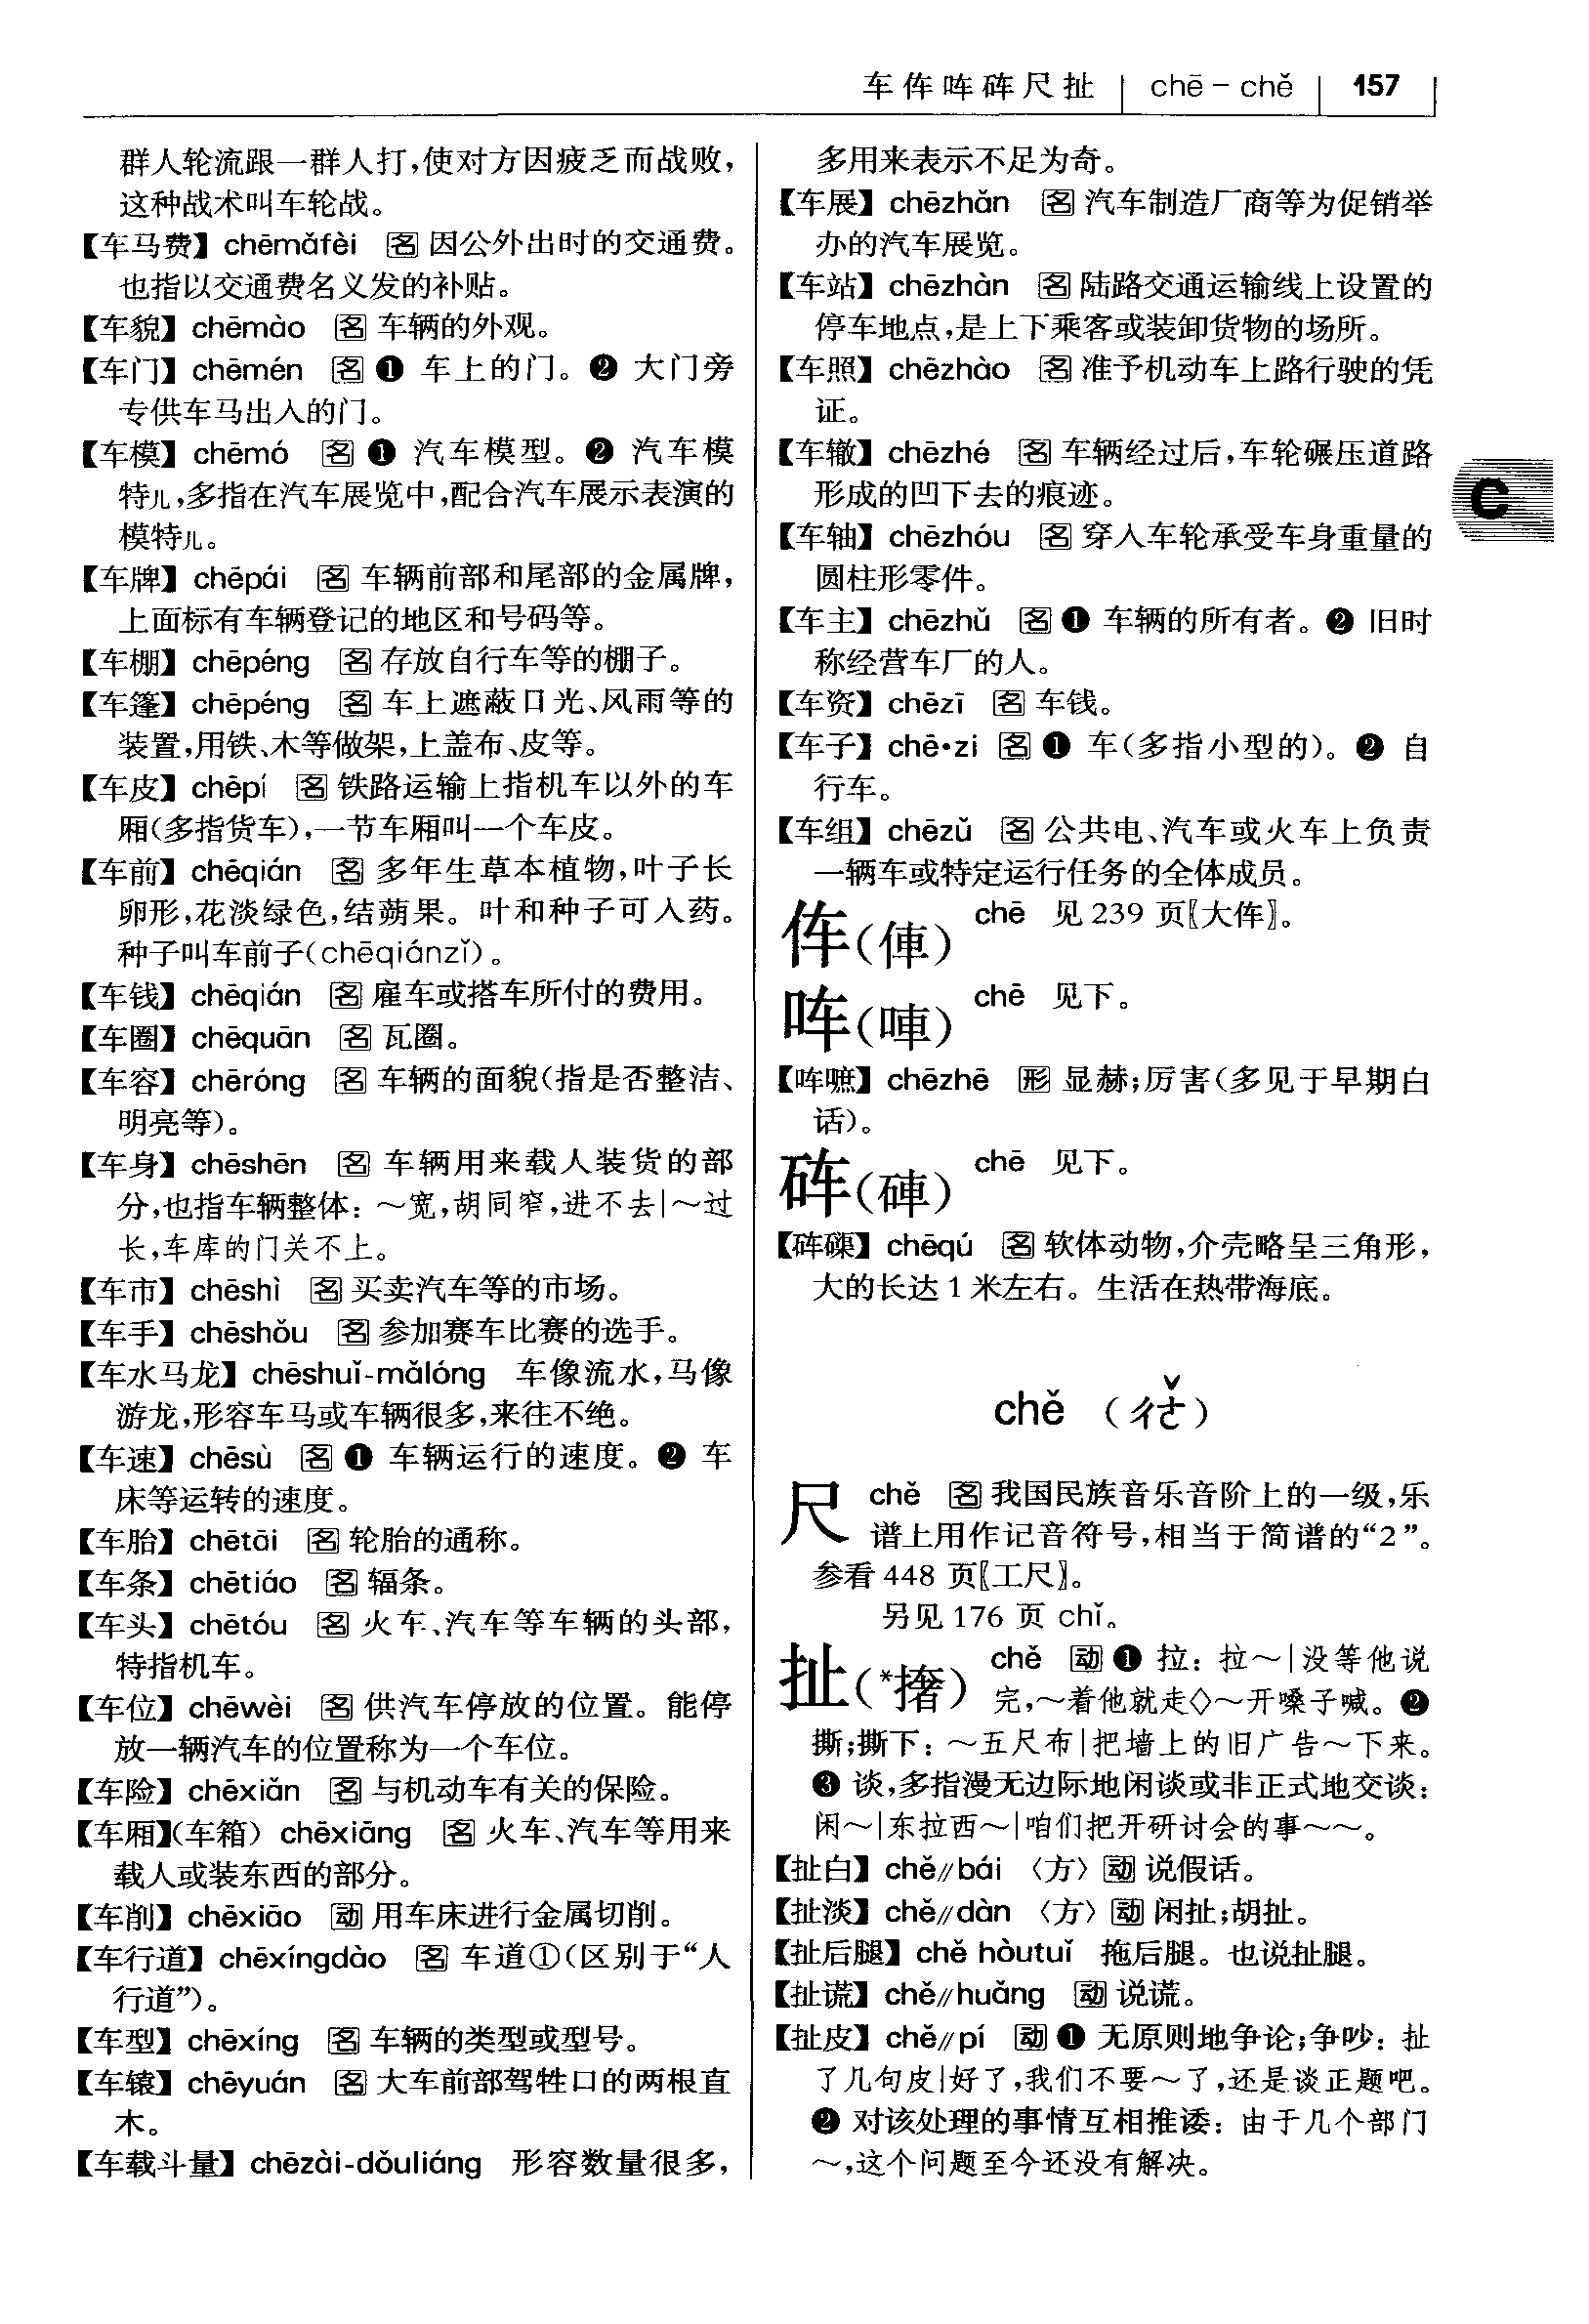 车伡唓砗尺扯 chē – chě 157
群人轮流跟一群人打,使对方因疲乏而战败,
这种战术叫车轮战。
【车马费】chēmǎfèi 名 因公外出时的交通费。
也指以交通费名义发的补贴。
【车貌】chēmào 名 车辆的外观。
【车门】chēmén 名 ❶ 车上的门。❷ 大门旁
专供车马出入的门。
【车模】chēmó 名 ❶ 汽车模型。❷ 汽车模
特儿,多指在汽车展览中,配合汽车展示表演的
模特儿。
【车牌】chēpái 名 车辆前部和尾部的金属牌,
上面标有车辆登记的地区和号码等。
【车棚】chēpéng 名 存放自行车等的棚子。
【车篷】chēpéng 名 车上遮蔽日光、风雨等的
装置,用铁、木等做架,上盖布、皮等。
【车皮】chēpí 名 铁路运输上指机车以外的车
厢(多指货车),一节车厢叫一个车皮。
【车前】chēqián 名 多年生草本植物,叶子长
卵形,花淡绿色,结蒴果。叶和种子可入药。
种子叫车前子(chēqiánzǐ)。
【车钱】chēqián 名 雇车或搭车所付的费用。
【车圈】chēquān 名 瓦圈。
【车容】chēróng 名 车辆的面貌(指是否整洁、
明亮等)。
【车身】chēshēn 名 车辆用来载人装货的部
分,也指车辆整体:～宽,胡同窄,进不去|～过
长,车库的门关不上。
【车市】chēshì 名 买卖汽车等的市场。
【车手】chēshǒu 名 参加赛车比赛的选手。
【车水马龙】chēshuǐ-mǎlóng 车像流水,马像
游龙,形容车马或车辆很多,来往不绝。
【车速】chēsù 名 ❶ 车辆运行的速度。❷ 车
床等运转的速度。
【车胎】chētāi 名 轮胎的通称。
【车条】chētiáo 名 辐条。
【车头】chētóu 名 火车、汽车等车辆的头部,
特指机车。
【车位】chēwèi 名 供汽车停放的位置。能停
放一辆汽车的位置称为一个车位。
【车险】chēxiǎn 名 与机动车有关的保险。
【车厢】(车箱)chēxiāng 名 火车、汽车等用来
载人或装东西的部分。
【车削】chēxiāo 动 用车床进行金属切削。
【车行道】chēxíngdào 名 车道①(区别于“人
行道”)。
【车型】chēxíng 名 车辆的类型或型号。
【车辕】chēyuán 名 大车前部驾牲口的两根直
木。
【车载斗量】chēzài-dǒuliáng 形容数量很多,
多用来表示不足为奇。
【车展】chēzhǎn 名 汽车制造厂商等为促销举
办的汽车展览。
【车站】chēzhàn 名 陆路交通运输线上设置的
停车地点,是上下乘客或装卸货物的场所。
【车照】chēzhào 名 准予机动车上路行驶的凭
证。
【车辙】chēzhé 名 车辆经过后,车轮碾压道路
形成的凹下去的痕迹。
【车轴】chēzhóu 名 穿入车轮承受车身重量的
圆柱形零件。
【车主】chēzhǔ 名 ❶ 车辆的所有者。❷ 旧时
称经营车厂的人。
【车资】chēzī 名 车钱。
【车子】chē•zi 名 ❶ 车(多指小型的)。❷ 自
行车。
【车组】chēzǔ 名 公共电、汽车或火车上负责
一辆车或特定运行任务的全体成员。
伡(俥) chē 见 239 页〖大伡〗。
唓(唓) chē 见下。
【唓嗻】chēzhē 形 显赫;厉害(多见于早期白
话)。
砗(硨) chē 见下。
【砗磲】chēqú 名 软体动物,介壳略呈三角形,
大的长达 1 米左右。生活在热带海底。
chě (ㄔㄜˇ)
尺 chě 名 我国民族音乐音阶上的一级,乐
谱上用作记音符号,相当于简谱的“2”。
参看 448 页〖工尺〗。
另见 176 页 chǐ。
扯(*撦) chě 动 ❶ 拉:拉～|没等他说
完,～着他就走◇～开嗓子喊。❷
撕;撕下:～五尺布|把墙上的旧广告～下来。
❸ 谈,多指漫无边际地闲谈或非正式地交谈:
闲～|东拉西～|咱们把开研讨会的事～～。
【扯白】chě//bái 〈方〉动 说假话。
【扯淡】chě//dàn 〈方〉动 闲扯;胡扯。
【扯后腿】chě hòutuǐ 拖后腿。也说扯腿。
【扯谎】chě//huǎng 动 说谎。
【扯皮】chě//pí 动 ❶ 无原则地争论;争吵:扯
了几句皮|好了,我们不要～了,还是谈正题吧。
❷ 对该处理的事情互相推诿:由于几个部门
～,这个问题至今还没有解决。
C